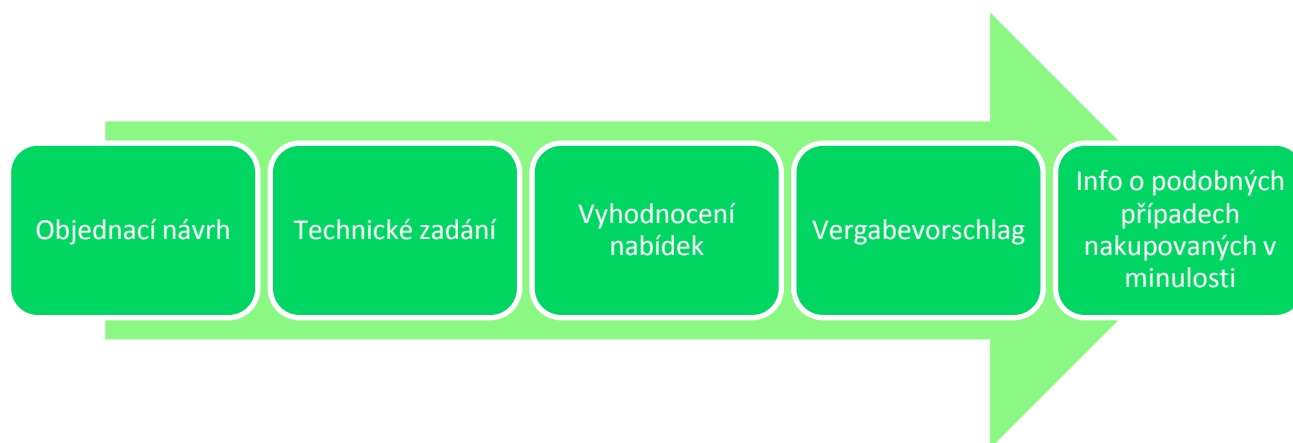 Objednací návrh
Technické zadání
Vyhodnocení
nabídek
Vergabevorschlag
Info o podobných
případech
nakupovaných v
minulosti